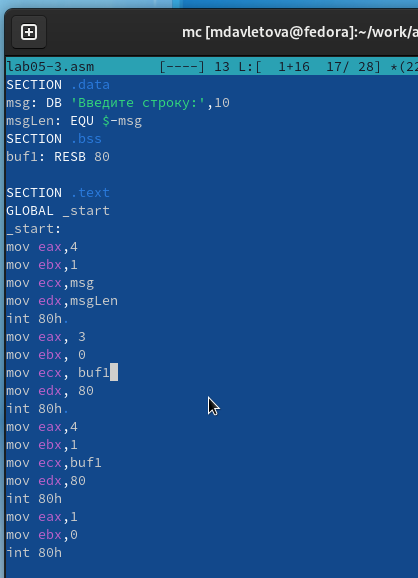 mc [mdavletova@fedora]:~/work/a
lab05-3.asm [----] 13 L:[ 1+16 17/ 28] *(22
SECTION .data
msg: DB 'Введите строку:',10
msgLen: EQU $-msg
SECTION .bss
buf1: RESB 80
SECTION .text
GLOBAL _start
_start:
mov eax,4
mov ebx,1
mov ecx,msg
mov edx,msgLen
int 80h.
mov eax, 3
mov ebx, 0
mov ecx, buf1
mov edx, 80
int 80h.
mov eax,4
mov ebx,1
mov ecx,buf1
mov edx,80
int 80h
mov eax,1
mov ebx,0
int 80h